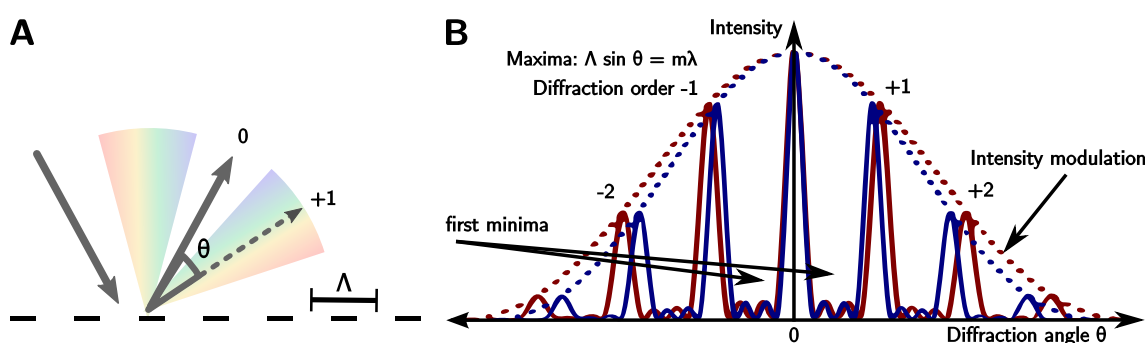 A
0
+1
θ
Λ
B
Intensity
Maxima: Λ sin θ = mλ
Diffraction order -1
+1
Intensity modulation
-2
+2
first minima
0
Diffraction angle θ